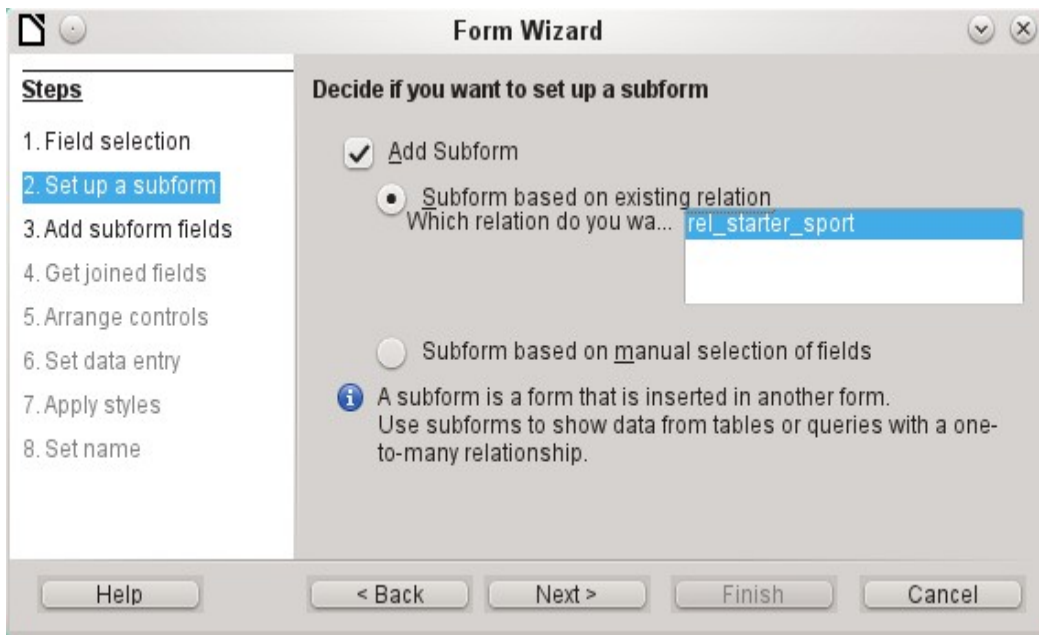 Form Wizard
Steps
1. Field selection
2. Set up a subform
3. Add subform fields
4. Get joined fields
5. Arrange controls
6. Set data entry
7. Apply styles
8. Set name
Decide if you want to set up a subform
Add Subform
Subform based on existing relation
Which relation do you wa...
rel_starter_sport
Subform based on manual selection of fields
A subform is a form that is inserted in another form.
Use subforms to show data from tables or queries with a one-
to-many relationship.
Help
< Back
Next >
Finish
Cancel